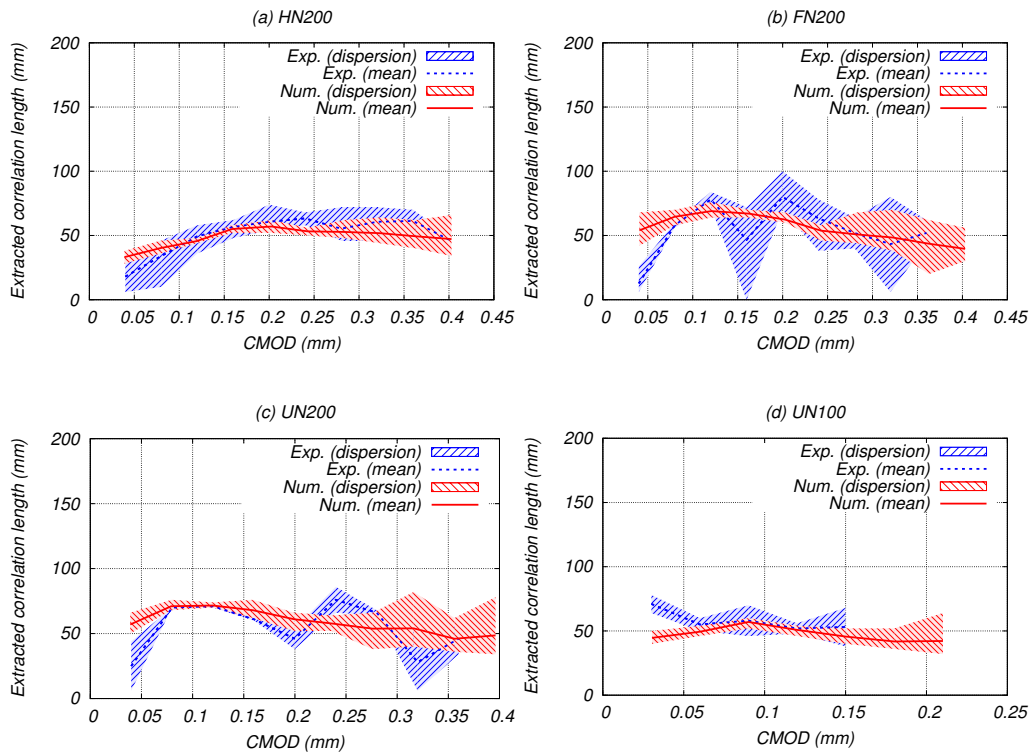 (a) HN200
Extracted correlation length (mm)
200
150
100
50
0
Exp. (dispersion)
Exp. (mean)
Num. (dispersion)
Num. (mean)
0 0.05 0.1 0.15 0.2 0.25 0.3 0.35 0.4 0.45
CMOD (mm)
(b) FN200
Extracted correlation length (mm)
200
150
100
50
0
Exp. (dispersion)
Exp. (mean)
Num. (dispersion)
Num. (mean)
0 0.05 0.1 0.15 0.2 0.25 0.3 0.35 0.4 0.45
CMOD (mm)
(c) UN200
Extracted correlation length (mm)
200
150
100
50
0
Exp. (dispersion)
Exp. (mean)
Num. (dispersion)
Num. (mean)
0 0.05 0.1 0.15 0.2 0.25 0.3 0.35 0.4
CMOD (mm)
(d) UN100
Extracted correlation length (mm)
200
150
100
50
0
Exp. (dispersion)
Exp. (mean)
Num. (dispersion)
Num. (mean)
0 0.05 0.1 0.15 0.2 0.25
CMOD (mm)